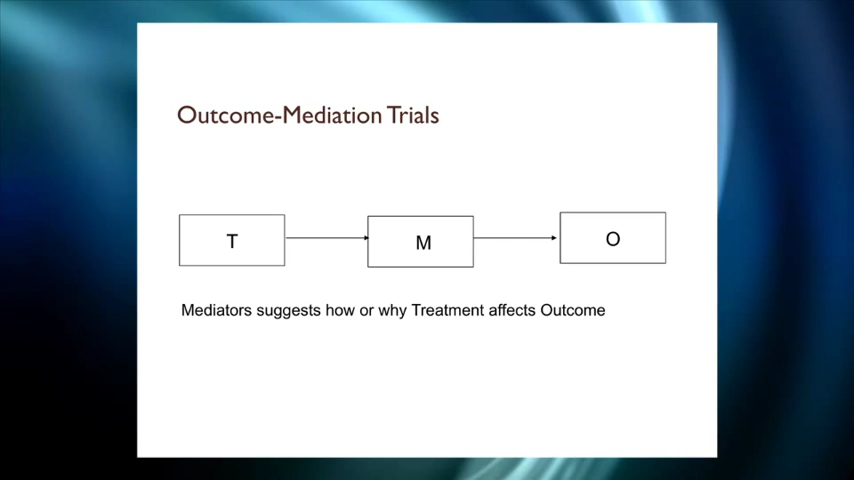 Outcome-Mediation Trials
T
M
O
Mediators suggests how or why Treatment affects Outcome